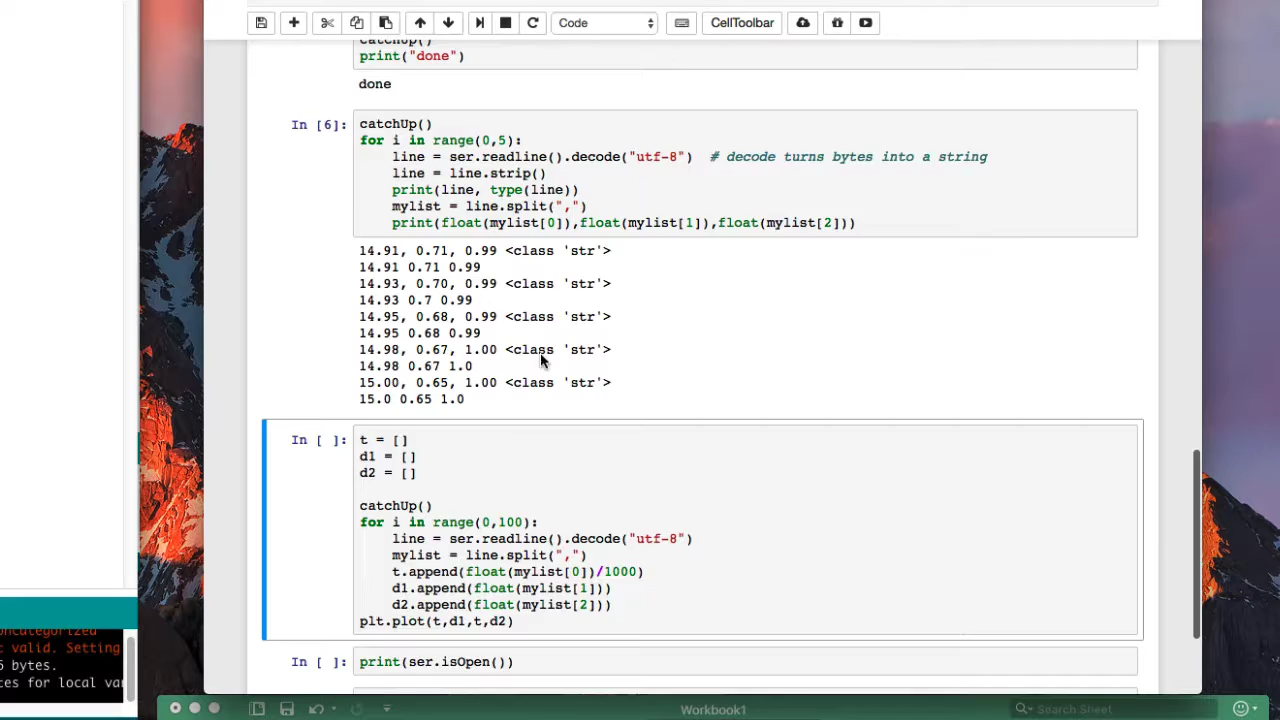 Code
CellToolbar
catchUp()
print("done")
done
In [6]:
catchUp()
for i in range(0,5):
    line = ser.readline().decode("utf-8")  # decode turns bytes into a string
    line = line.strip()
    print(line, type(line))
    mylist = line.split(",")
    print(float(mylist[0]),float(mylist[1]),float(mylist[2]))
14.91, 0.71, 0.99 <class 'str'>
14.91 0.71 0.99
14.93, 0.70, 0.99 <class 'str'>
14.93 0.7 0.99
14.95, 0.68, 0.99 <class 'str'>
14.95 0.68 0.99
14.98, 0.67, 1.00 <class 'str'>
14.98 0.67 1.0
15.00, 0.65, 1.00 <class 'str'>
15.0 0.65 1.0
In [ ]:
t = []
d1 = []
d2 = []
catchUp()
for i in range(0,100):
    line = ser.readline().decode("utf-8")
    mylist = line.split(",")
    t.append(float(mylist[0])/1000)
    d1.append(float(mylist[1]))
    d2.append(float(mylist[2]))
plt.plot(t,d1,t,d2)
In [ ]:
print(ser.isOpen())
t valid. Setting
bytes.
ces for local va
Workbook1
Search Sheet